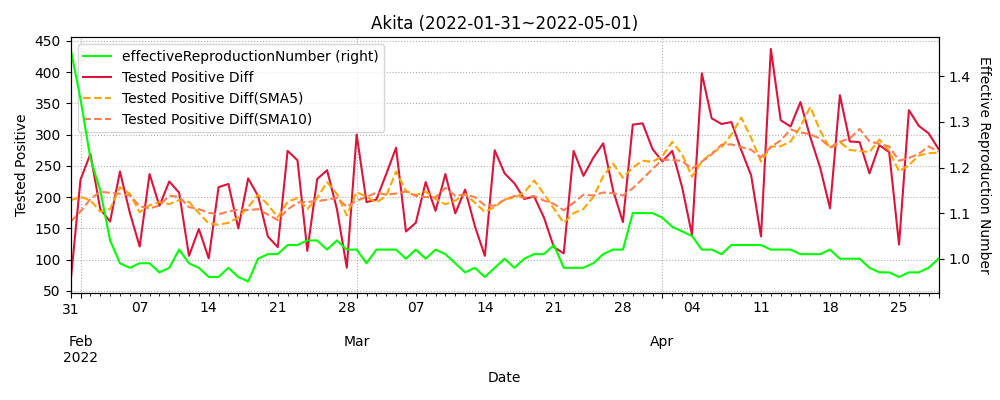 Akita (2022-01-31~2022-05-01)
effectiveReproductionNumber (right)
Tested Positive Diff
Tested Positive Diff(SMA5)
Tested Positive Diff(SMA10)
Tested Positive
450
400
350
300
250
200
150
100
50
Effective Reproduction Number
1.4
1.3
1.2
1.1
1.0
31 07 14 21 28 07 14 21 28 04 11 18 25
Feb Mar Apr
2022
Date